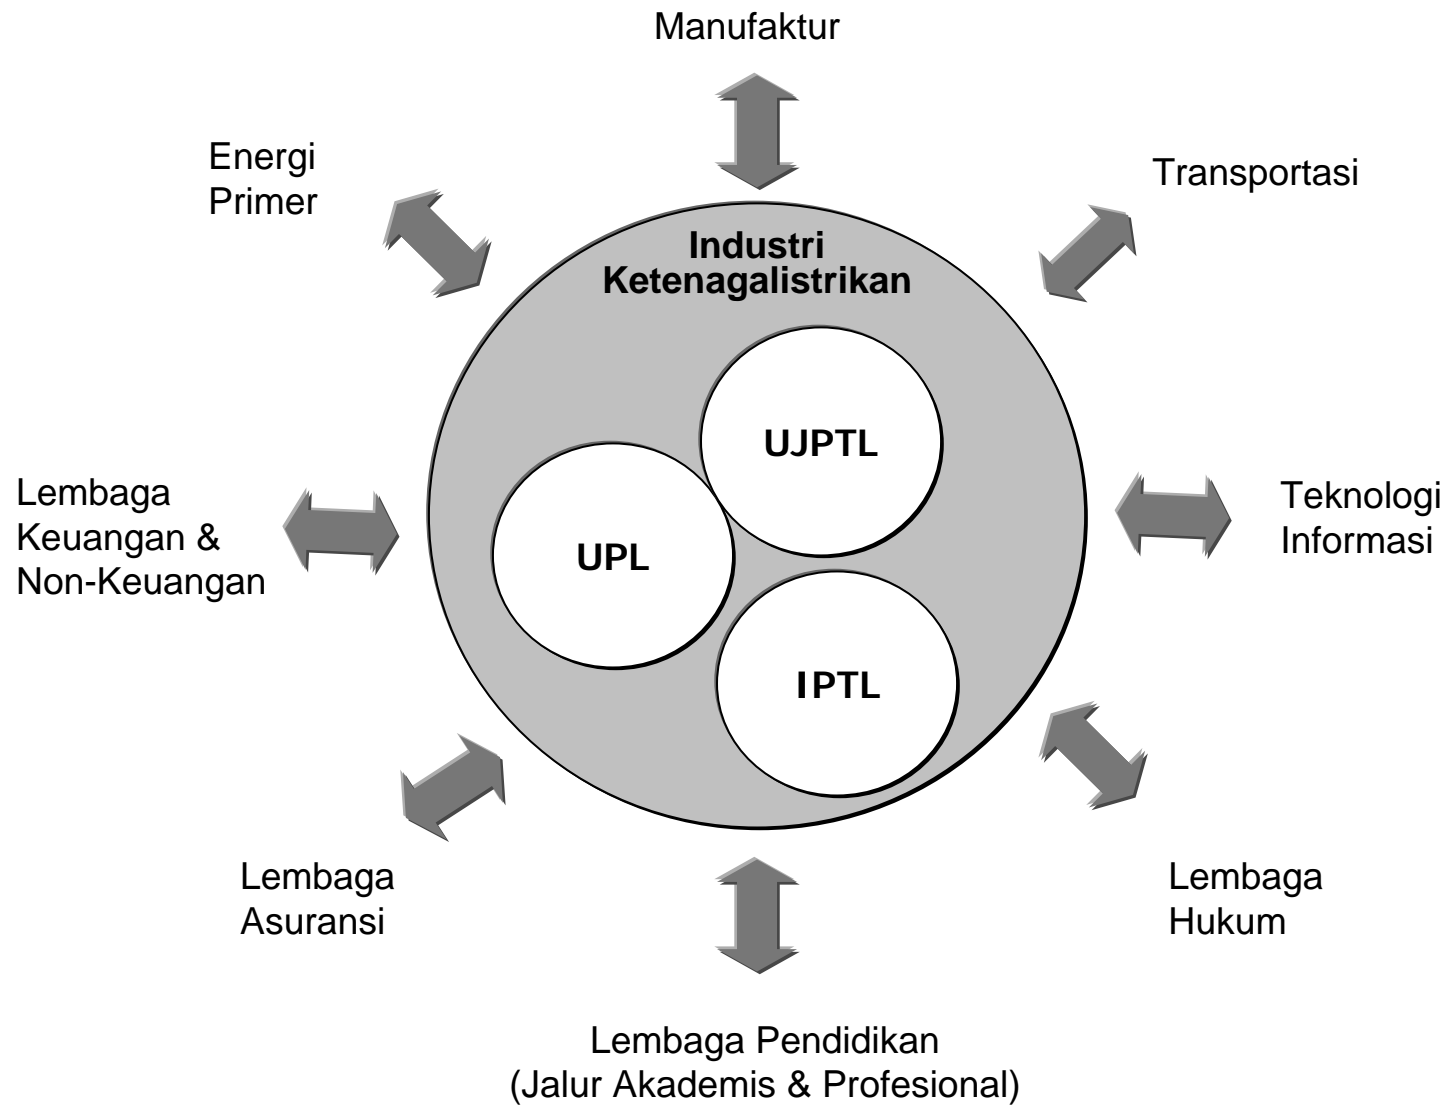 Manufaktur
Energi
Primer
Transportasi
Industri
Ketenagalistrikan
UJPTL
Lembaga
Keuangan &
Non-Keuangan
UPL
Teknologi
Informasi
IPTL
Lembaga
Asuransi
Lembaga
Hukum
Lembaga Pendidikan
(Jalur Akademis & Profesional)